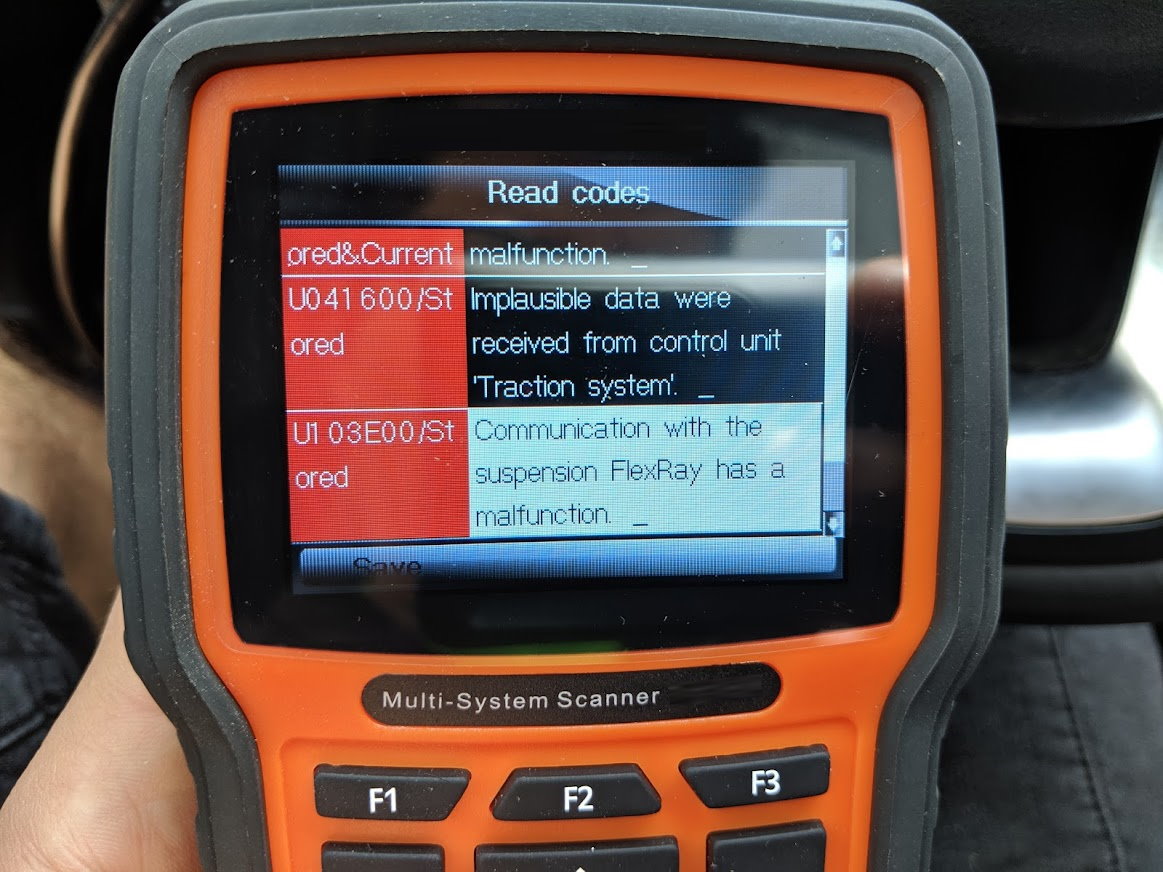 Read codes
ored&Current malfunction. _
U041600/St Implausible data were
ored received from control unit
'Traction system'. _
U103E00/St Communication with the
ored suspension FlexRay has a
malfunction. _
Save
Multi-System Scanner
F1 F2 F3